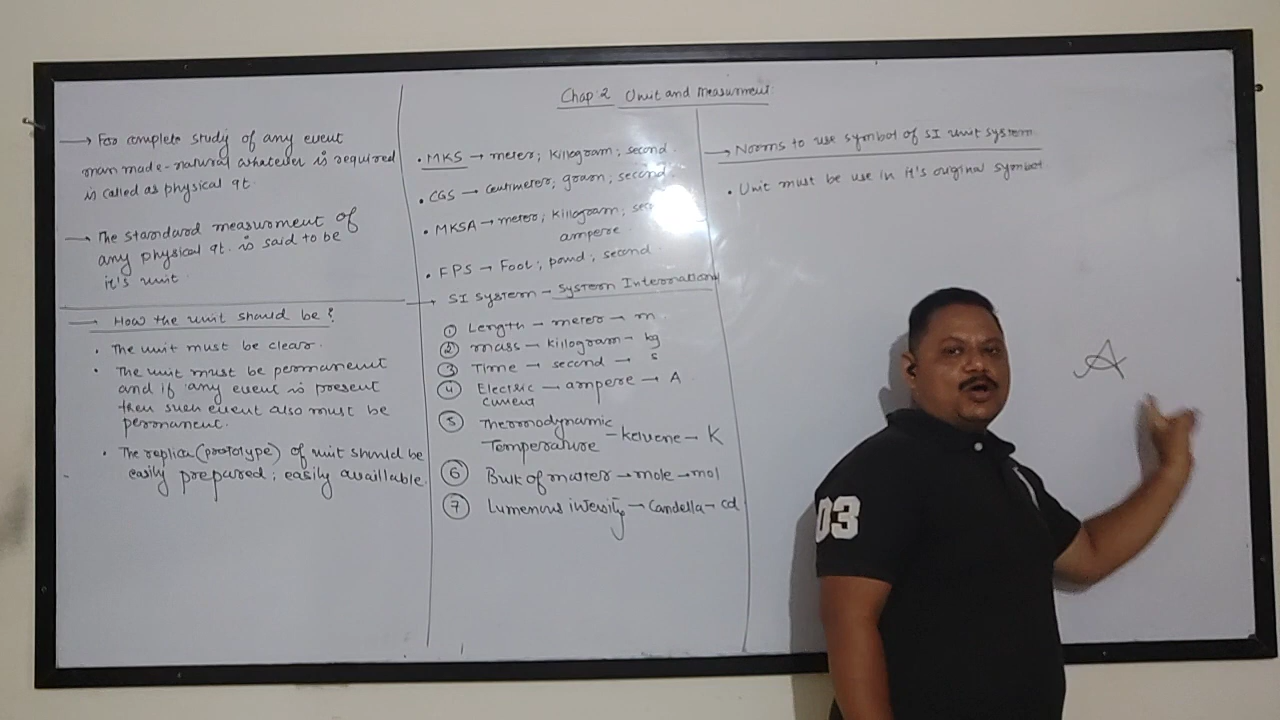 Chap: 2 Unit and Measurment
→ For complete study of any event
man made - natural whatever is required
is called as physical qt.
→ The standard measurment of
any physical qt. is said to be
it's unit
→ How the unit should be?
• The unit must be clear.
• The unit must be permanent
and if any event is present
then such event also must be
permanent.
• The replica (prototype) of unit should be
easily prepared; easily availlable.
• MKS → meter; killogram; second.
• CGS → Centimeter; gram; second.
• MKSA → meter; killogram;
ampere.
• FPS → Foot; pond; second.
→ SI system → System International
① Length → meter → m
② mass → killogram → kg
③ Time → second → s
④ Electric → ampere → A
current
⑤ Thermodynamic
Temperature – kelvene – K
⑥ Bulk of matter → mole → mol
⑦ Lumenous intensity → Candella → cd
→ Norms to use symbol of SI unit system.
• Unit must be use in it's original symbol
A
03